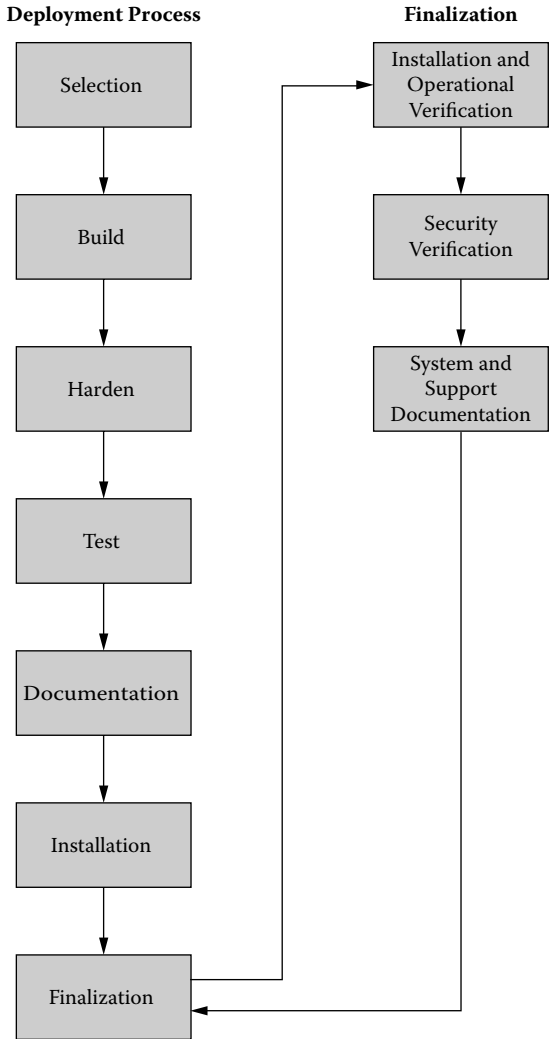 Deployment Process
Selection
Build
Harden
Test
Documentation
Installation
Finalization
Finalization
Installation and
Operational
Verification
Security
Verification
System and
Support
Documentation